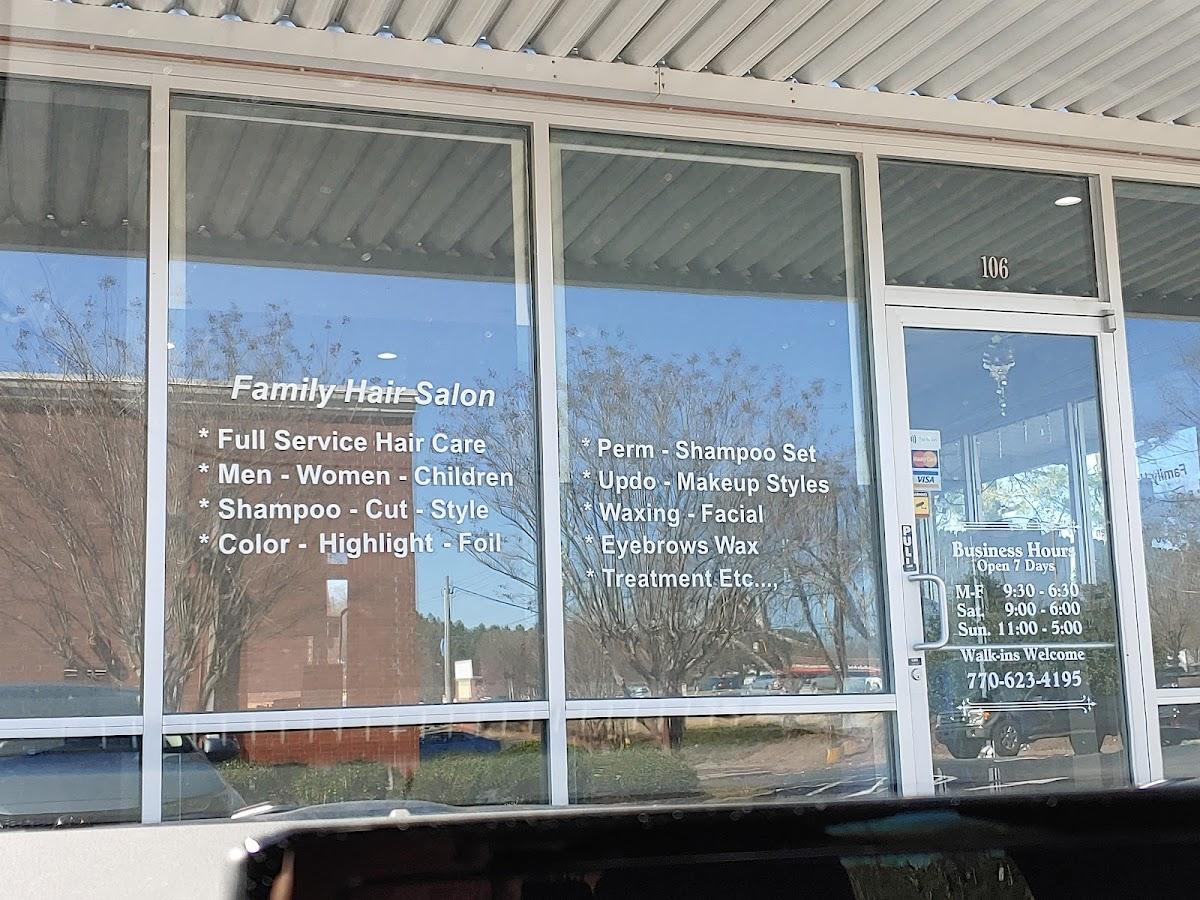 Family Hair Salon
* Full Service Hair Care
* Men - Women - Children
* Shampoo - Cut - Style
* Color - Highlight - Foil
* Perm - Shampoo Set
* Updo - Makeup Styles
* Waxing - Facial
* Eyebrows Wax
* Treatment Etc...,
106
VISA
PULL
Business Hours
Open 7 Days
M-F 9:30 - 6:30
Sat. 9:00 - 6:00
Sun. 11:00 - 5:00
Walk-ins Welcome
770-623-4195
Family